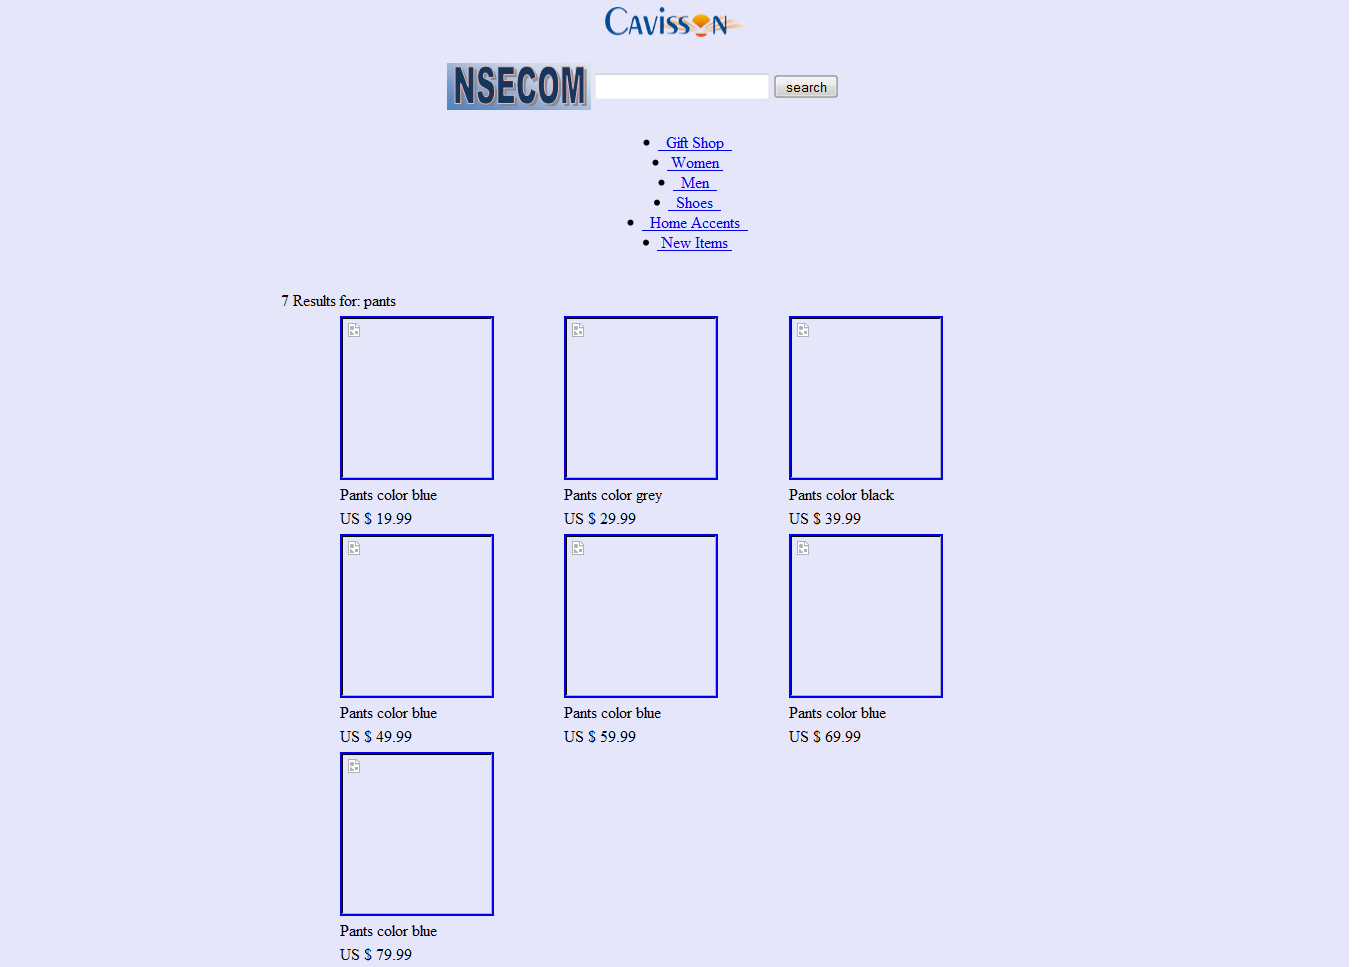 CAVISSON
NSECOM search
Gift Shop
Women
Men
Shoes
Home Accents
New Items
7 Results for: pants
Pants color blue Pants color grey Pants color black
US $ 19.99 US $ 29.99 US $ 39.99
Pants color blue Pants color blue Pants color blue
US $ 49.99 US $ 59.99 US $ 69.99
Pants color blue
US $ 79.99